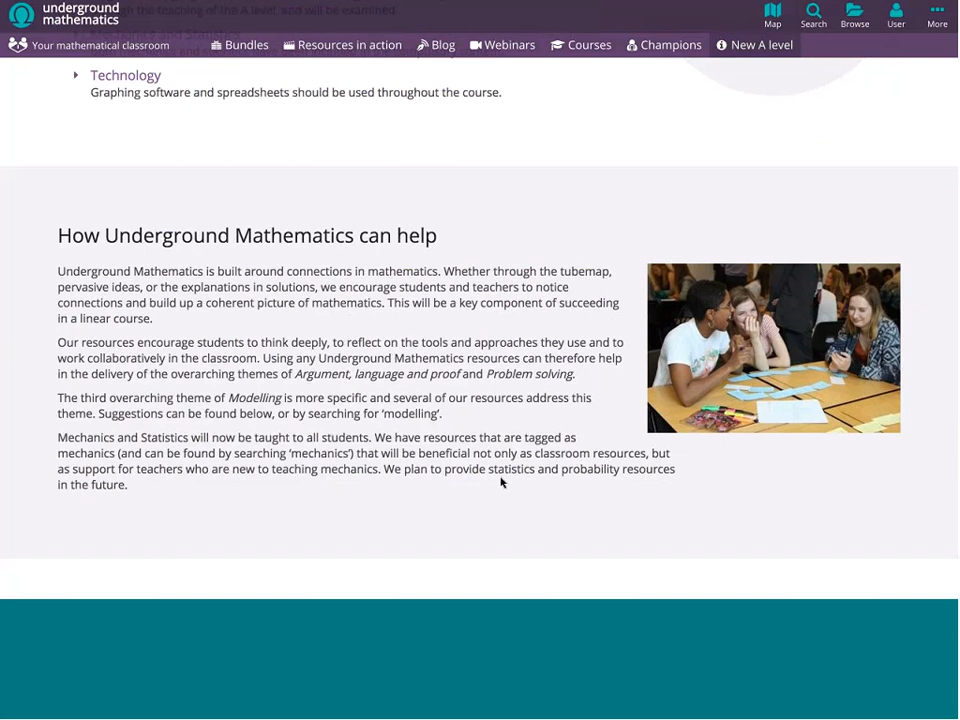 underground
mathematics
Map
Search
Browse
User
More
Your mathematical classroom
Bundles
Resources in action
Blog
Webinars
Courses
Champions
New A level
Technology
Graphing software and spreadsheets should be used throughout the course.
How Underground Mathematics can help
Underground Mathematics is built around connections in mathematics. Whether through the tubemap,
pervasive ideas, or the explanations in solutions, we encourage students and teachers to notice
connections and build up a coherent picture of mathematics. This will be a key component of succeeding
in a linear course.
Our resources encourage students to think deeply, to reflect on the tools and approaches they use and to
work collaboratively in the classroom. Using any Underground Mathematics resources can therefore help
in the delivery of the overarching themes of Argument, language and proof and Problem solving.
The third overarching theme of Modelling is more specific and several of our resources address this
theme. Suggestions can be found below, or by searching for ‘modelling’.
Mechanics and Statistics will now be taught to all students. We have resources that are tagged as
mechanics (and can be found by searching ‘mechanics’) that will be beneficial not only as classroom resources, but
as support for teachers who are new to teaching mechanics. We plan to provide statistics and probability resources
in the future.